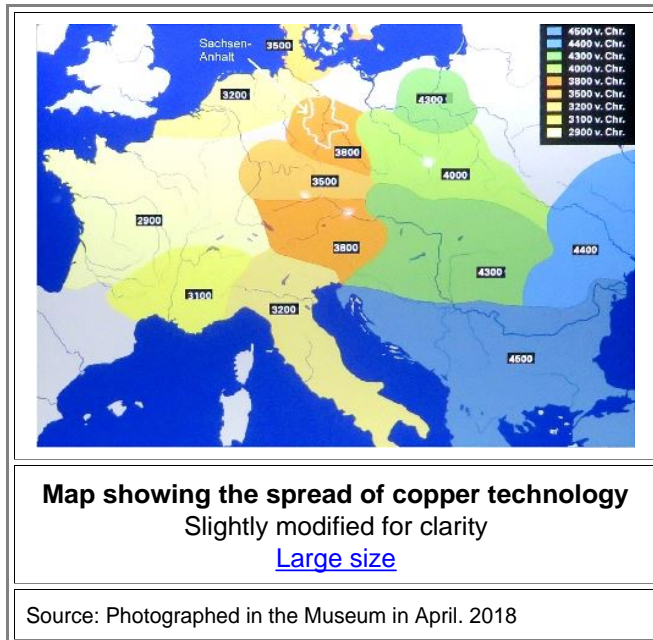 Sachsen-
Anhalt
3500
4500 v. Chr.
4400 v. Chr.
4300 v. Chr.
4000 v. Chr.
3800 v. Chr.
3500 v. Chr.
3200 v. Chr.
3100 v. Chr.
2900 v. Chr.
3200
4300
3800
4000
3500
2900
3800
4400
4300
3100
3200
4500
Map showing the spread of copper technology
Slightly modified for clarity
Large size
Source: Photographed in the Museum in April. 2018